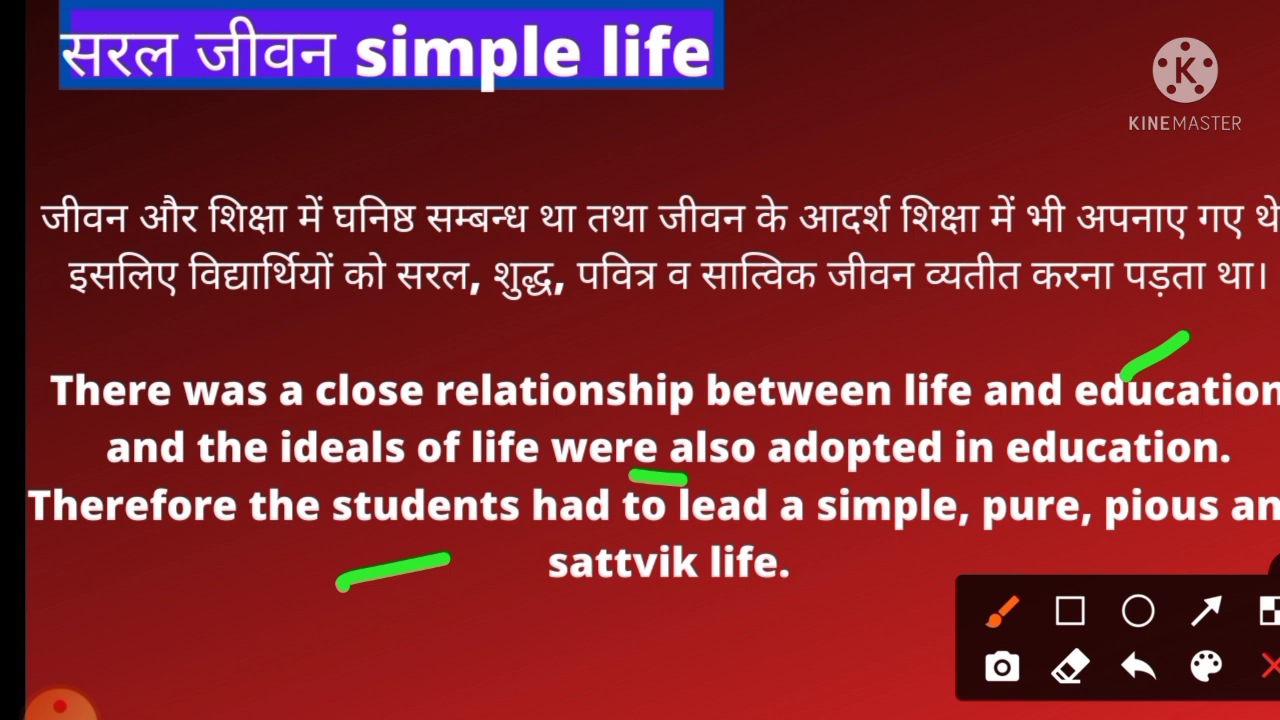 सरल जीवन simple life
KINEMASTER
जीवन और शिक्षा में घनिष्ठ सम्बन्ध था तथा जीवन के आदर्श शिक्षा में भी अपनाए गए थे
इसलिए विद्यार्थियों को सरल, शुद्ध, पवित्र व सात्विक जीवन व्यतीत करना पड़ता था।
There was a close relationship between life and education
and the ideals of life were also adopted in education.
Therefore the students had to lead a simple, pure, pious an
sattvik life.